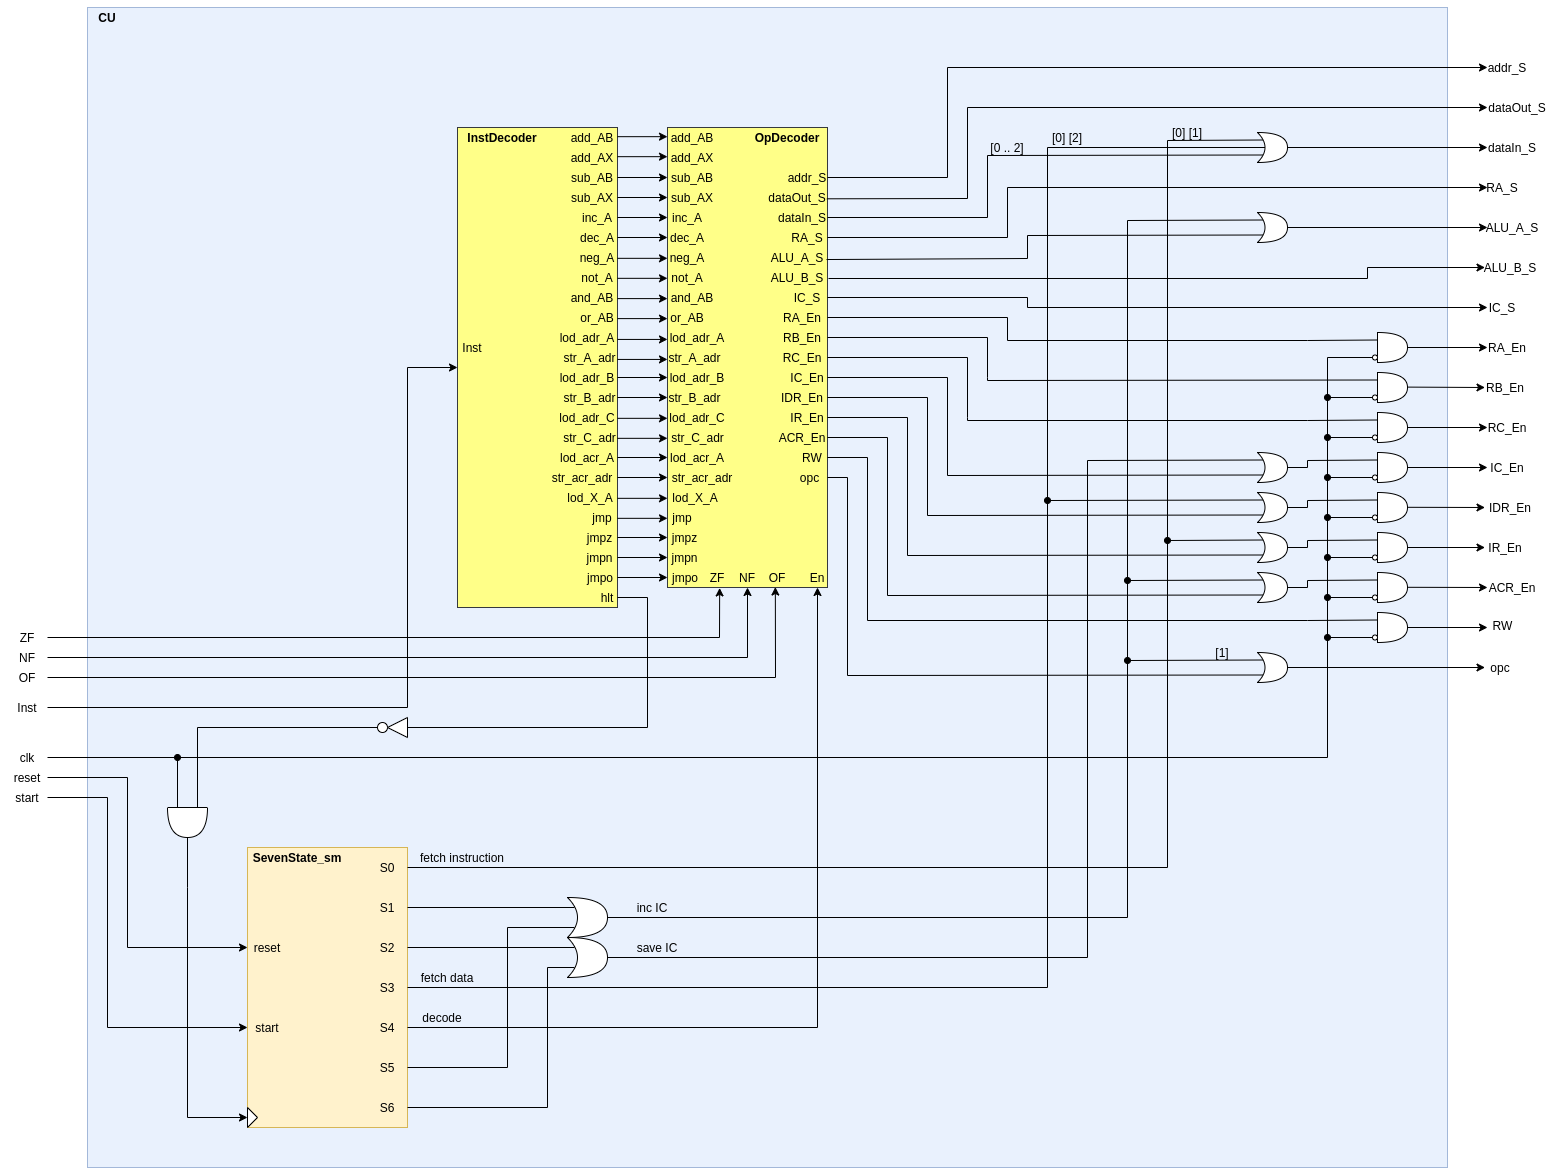 CU
addr_S
dataOut_S
[0] [1]
[0] [2]
[0 .. 2]
dataIn_S
RA_S
ALU_A_S
ALU_B_S
IC_S
RA_En
RB_En
RC_En
IC_En
IDR_En
IR_En
ACR_En
RW
[1]
opc
InstDecoder
Inst
add_AB
add_AX
sub_AB
sub_AX
inc_A
dec_A
neg_A
not_A
and_AB
or_AB
lod_adr_A
str_A_adr
lod_adr_B
str_B_adr
lod_adr_C
str_C_adr
lod_acr_A
str_acr_adr
lod_X_A
jmp
jmpz
jmpn
jmpo
hlt
OpDecoder
add_AB
add_AX
sub_AB
sub_AX
inc_A
dec_A
neg_A
not_A
and_AB
or_AB
lod_adr_A
str_A_adr
lod_adr_B
str_B_adr
lod_adr_C
str_C_adr
lod_acr_A
str_acr_adr
lod_X_A
jmp
jmpz
jmpn
jmpo
ZF
NF
OF
En
addr_S
dataOut_S
dataIn_S
RA_S
ALU_A_S
ALU_B_S
IC_S
RA_En
RB_En
RC_En
IC_En
IDR_En
IR_En
ACR_En
RW
opc
ZF
NF
OF
Inst
clk
reset
start
SevenState_sm
reset
start
S0
S1
S2
S3
S4
S5
S6
fetch instruction
inc IC
save IC
fetch data
decode